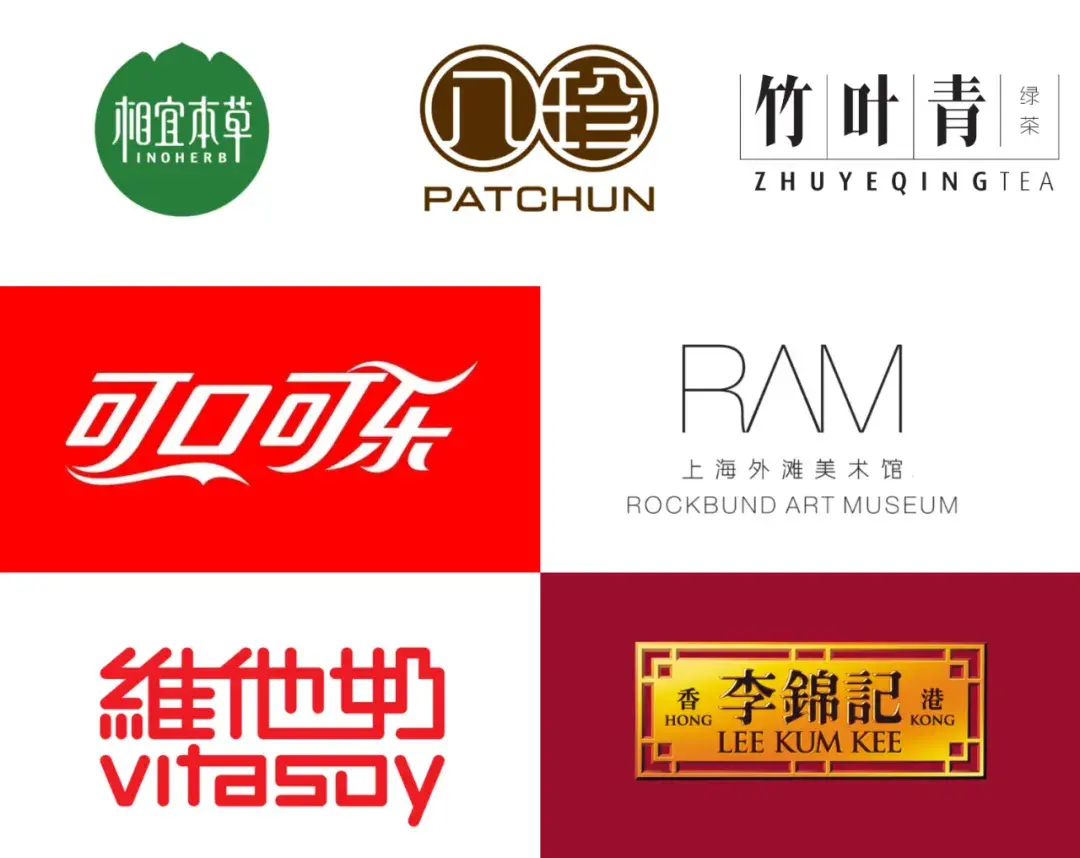 相宜本草
INOHERB
八珍
PATCHUN
竹叶青
绿茶
ZHUYEQINGTEA
可口可乐
RAM
上海外滩美术馆
ROCKBUND ART MUSEUM
維他奶
vitasoy
香港
HONG KONG
李錦記
LEE KUM KEE